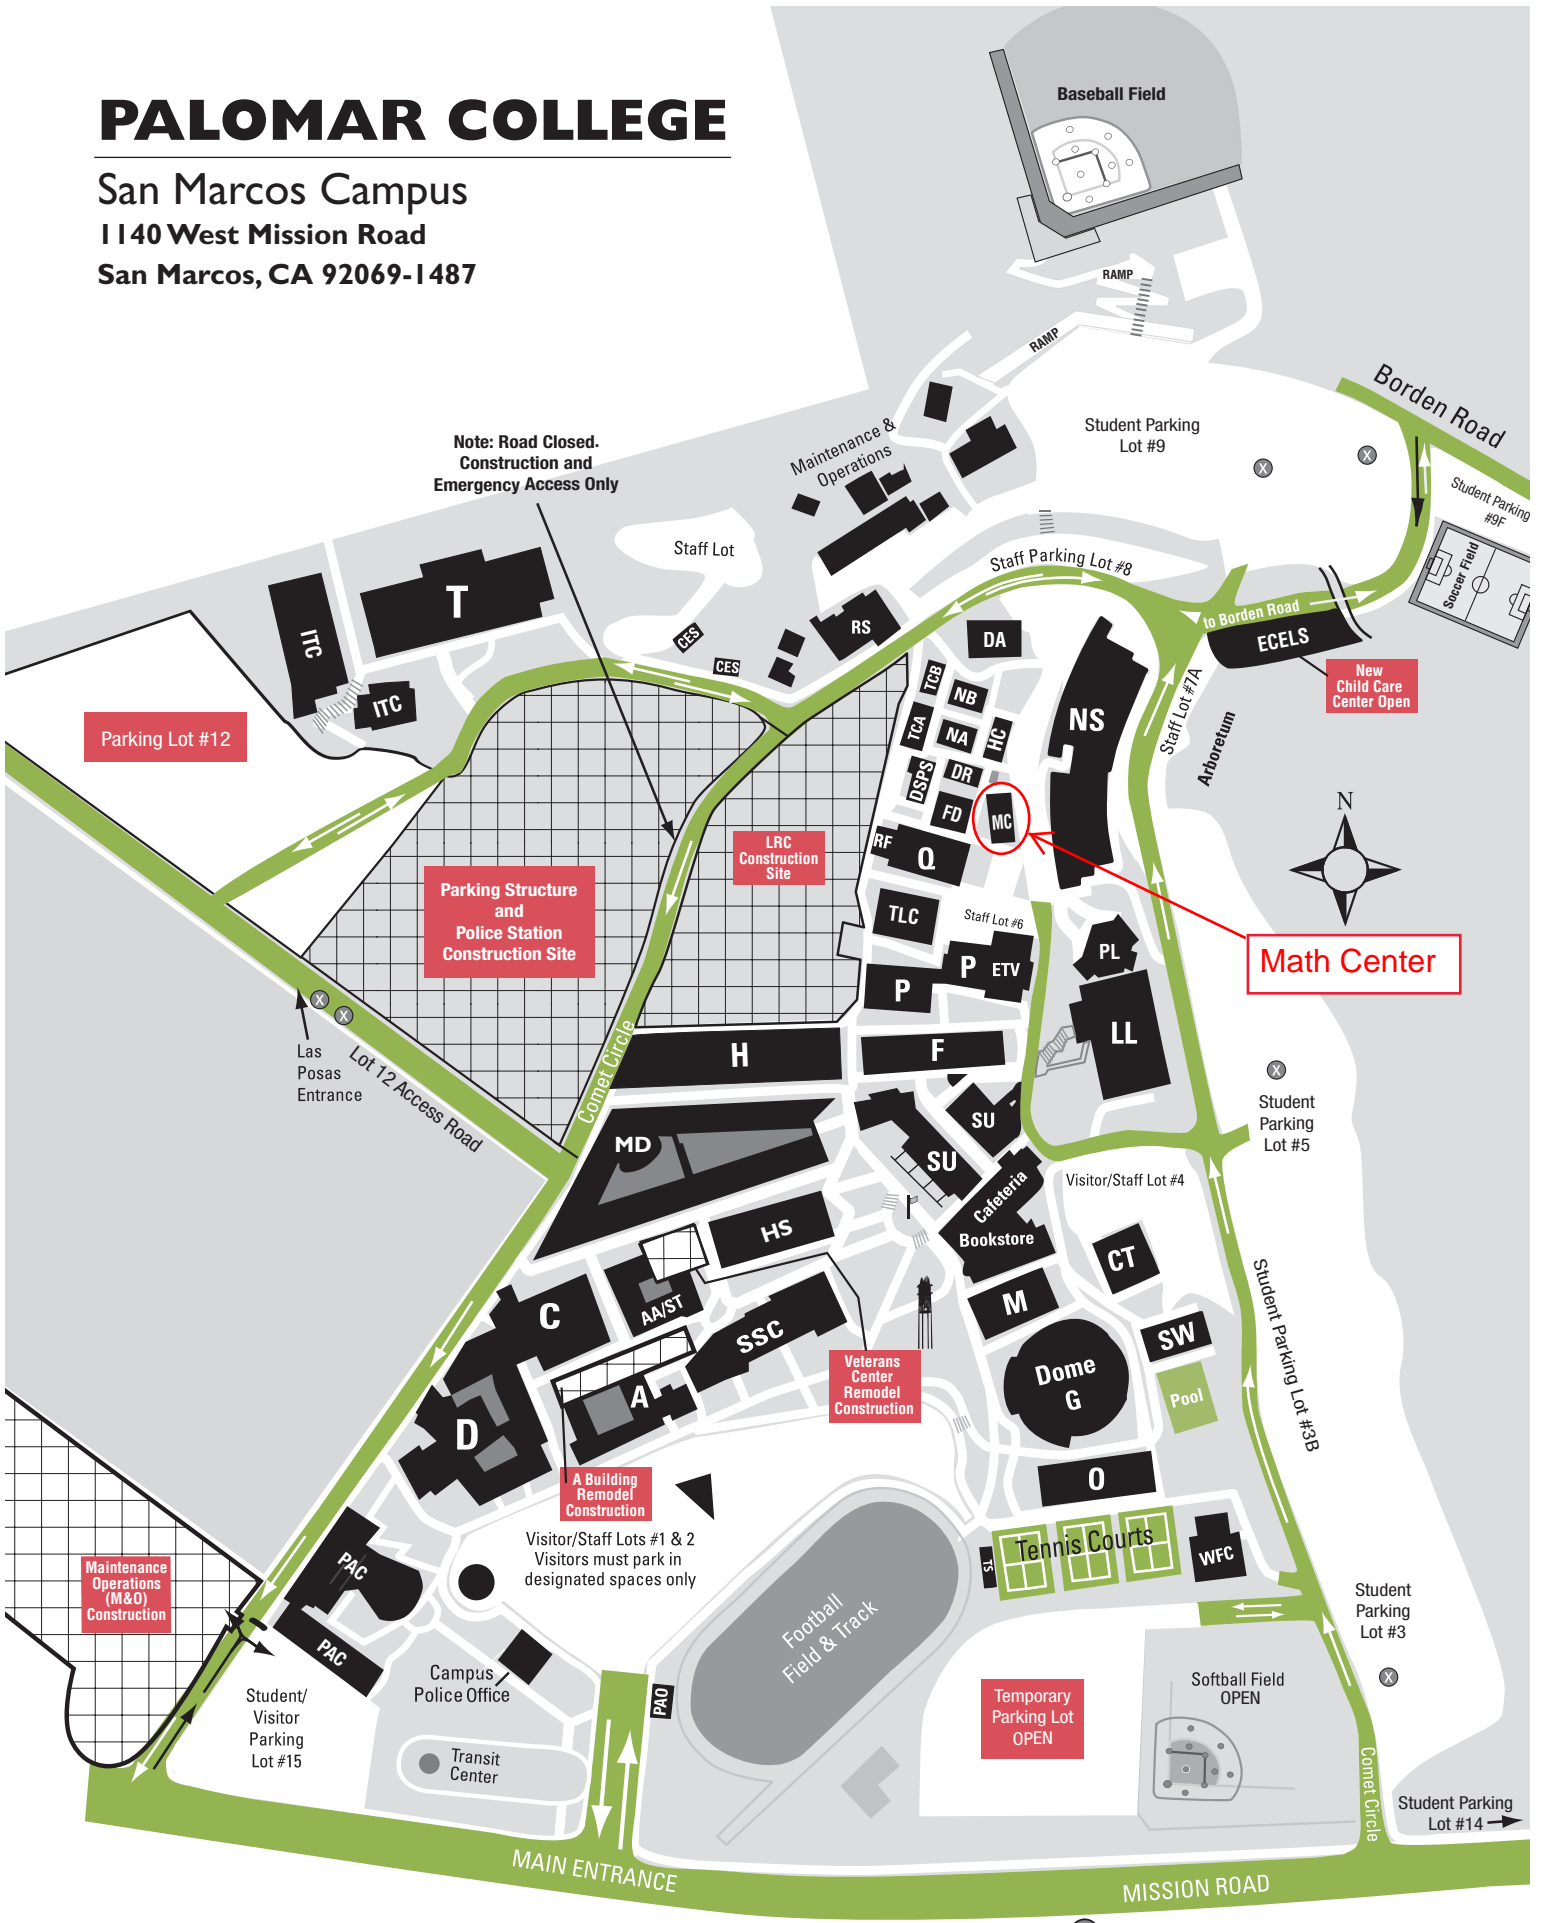 PALOMAR COLLEGE
San Marcos Campus
1140 West Mission Road
San Marcos, CA 92069-1487
Baseball Field
RAMP
RAMP
Borden Road
Student Parking
Lot #9
X
X
Note: Road Closed.
Construction and
Emergency Access Only
Maintenance &
Operations
Student Parking
#9F
Soccer Field
Staff Lot
Staff Parking Lot #8
T
ITC
ITC
CES
CES
RS
DA
to Borden Road
ECELS
New
Child Care
Center Open
TCB
NB
TCA
NA
HC
NS
Staff Lot #7A
Arboretum
Parking Lot #12
DSPS
DR
FD
MC
N
RF
Q
LRC
Construction
Site
Parking Structure
and
Police Station
Construction Site
TLC
Staff Lot #6
P
P
ETV
PL
Math Center
X
X
Las
Posas
Entrance
Lot 12 Access Road
Comet Circle
H
F
LL
X
Student
Parking
Lot #5
MD
SU
SU
Cafeteria
Bookstore
Visitor/Staff Lot #4
HS
CT
AA/ST
C
M
SSC
SW
Student Parking Lot #3B
Veterans
Center
Remodel
Construction
Dome
G
Pool
A
D
O
A Building
Remodel
Construction
Visitor/Staff Lots #1 & 2
Visitors must park in
designated spaces only
TS
Tennis Courts
WFC
Maintenance
Operations
(M&O)
Construction
PAC
PAC
Football
Field & Track
Student
Parking
Lot #3
X
Campus
Police Office
PAO
Student/
Visitor
Parking
Lot #15
Transit
Center
Temporary
Parking Lot
OPEN
Softball Field
OPEN
Comet Circle
Student Parking
Lot #14
MAIN ENTRANCE
MISSION ROAD